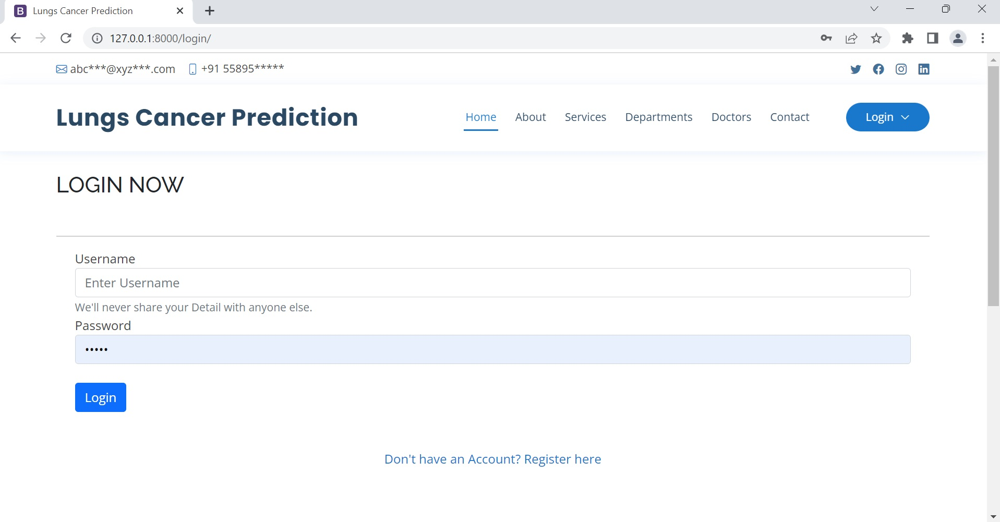 Lungs Cancer Prediction
127.0.0.1:8000/login/
abc***@xyz***.com +91 55895*****
Lungs Cancer Prediction
Home About Services Departments Doctors Contact Login
LOGIN NOW
Username
Enter Username
We'll never share your Detail with anyone else.
Password
•••••
Login
Don't have an Account? Register here